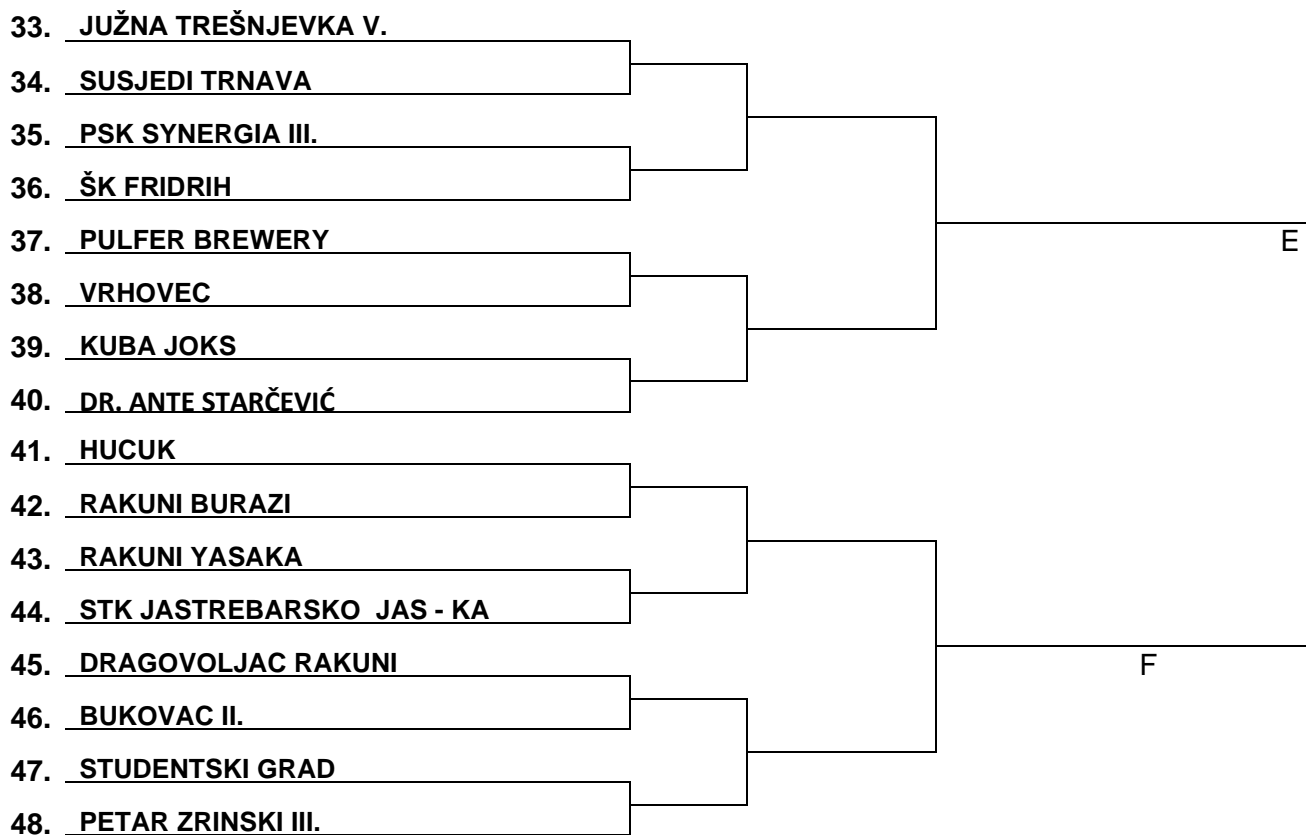 33. JUŽNA TREŠNJEVKA V.
34. SUSJEDI TRNAVA
35. PSK SYNERGIA III.
36. ŠK FRIDRIH
37. PULFER BREWERY
E
38. VRHOVEC
39. KUBA JOKS
40. DR. ANTE STARČEVIĆ
41. HUCUK
42. RAKUNI BURAZI
43. RAKUNI YASAKA
44. STK JASTREBARSKO  JAS - KA
45. DRAGOVOLJAC RAKUNI
F
46. BUKOVAC II.
47. STUDENTSKI GRAD
48. PETAR ZRINSKI III.